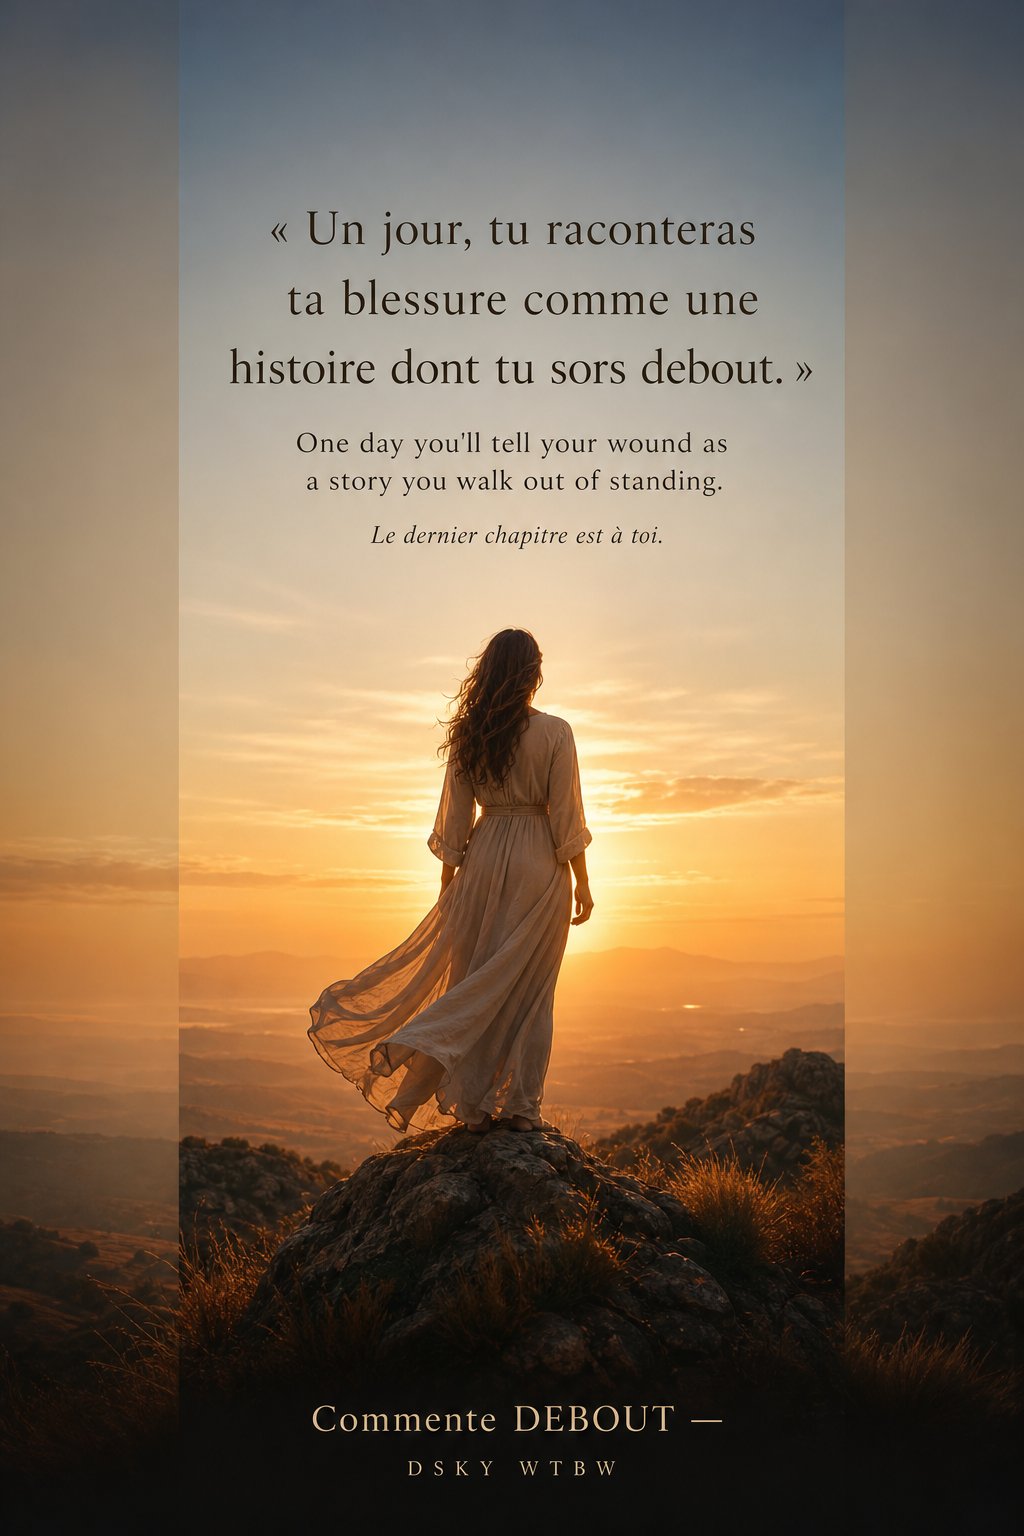 « Un jour, tu raconteras
ta blessure comme une
histoire dont tu sors debout. »
One day you'll tell your wound as
a story you walk out of standing.
Le dernier chapitre est à toi.
Commente DEBOUT —
DSKY WTBW